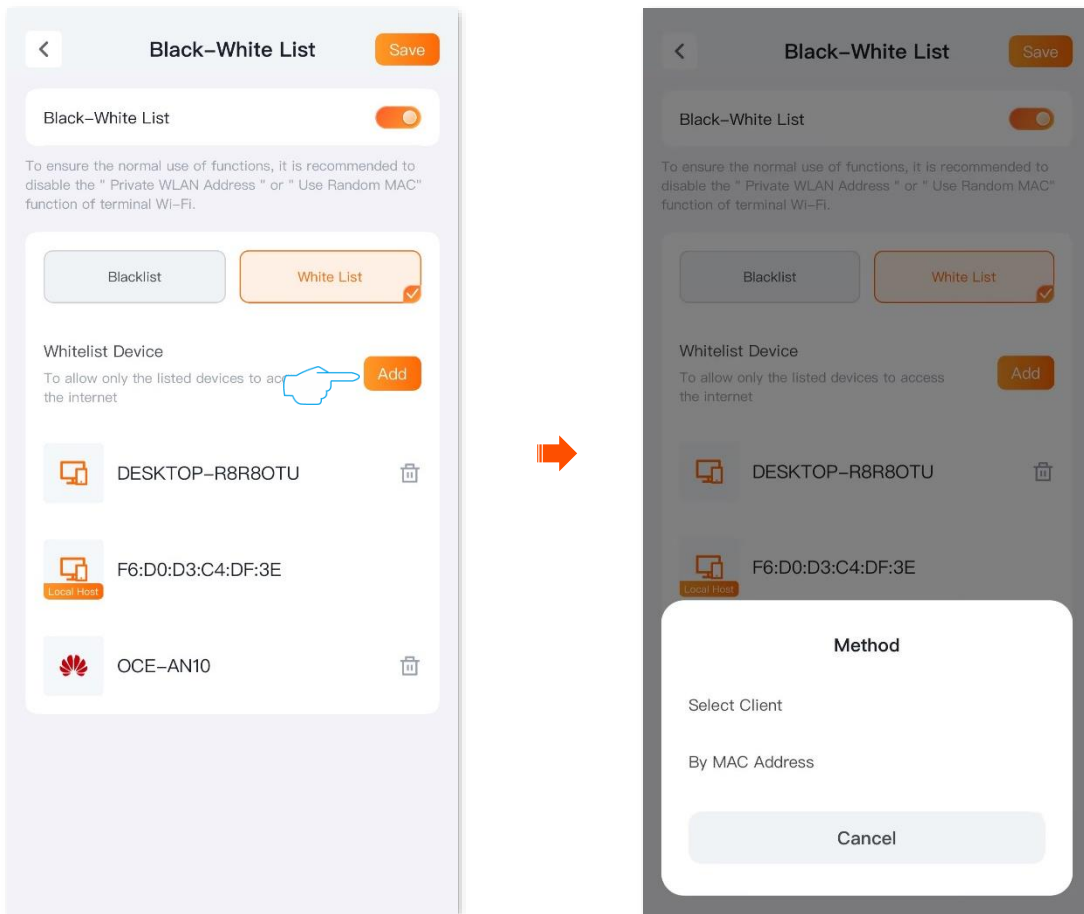 Black-White List
Save
Black-White List
To ensure the normal use of functions, it is recommended to
disable the " Private WLAN Address " or " Use Random MAC"
function of terminal Wi-Fi.
Blacklist
White List
Whitelist Device
To allow only the listed devices to
the internet
Add
DESKTOP-R8R8OTU
F6:D0:D3:C4:DF:3E
Local Host
OCE-AN10
Black-White List
Save
Black-White List
To ensure the normal use of functions, it is recommended to
disable the " Private WLAN Address " or " Use Random MAC"
function of terminal Wi-Fi.
Blacklist
White List
Whitelist Device
To allow only the listed devices to access
the internet
Add
DESKTOP-R8R8OTU
F6:D0:D3:C4:DF:3E
Local Host
Method
Select Client
By MAC Address
Cancel